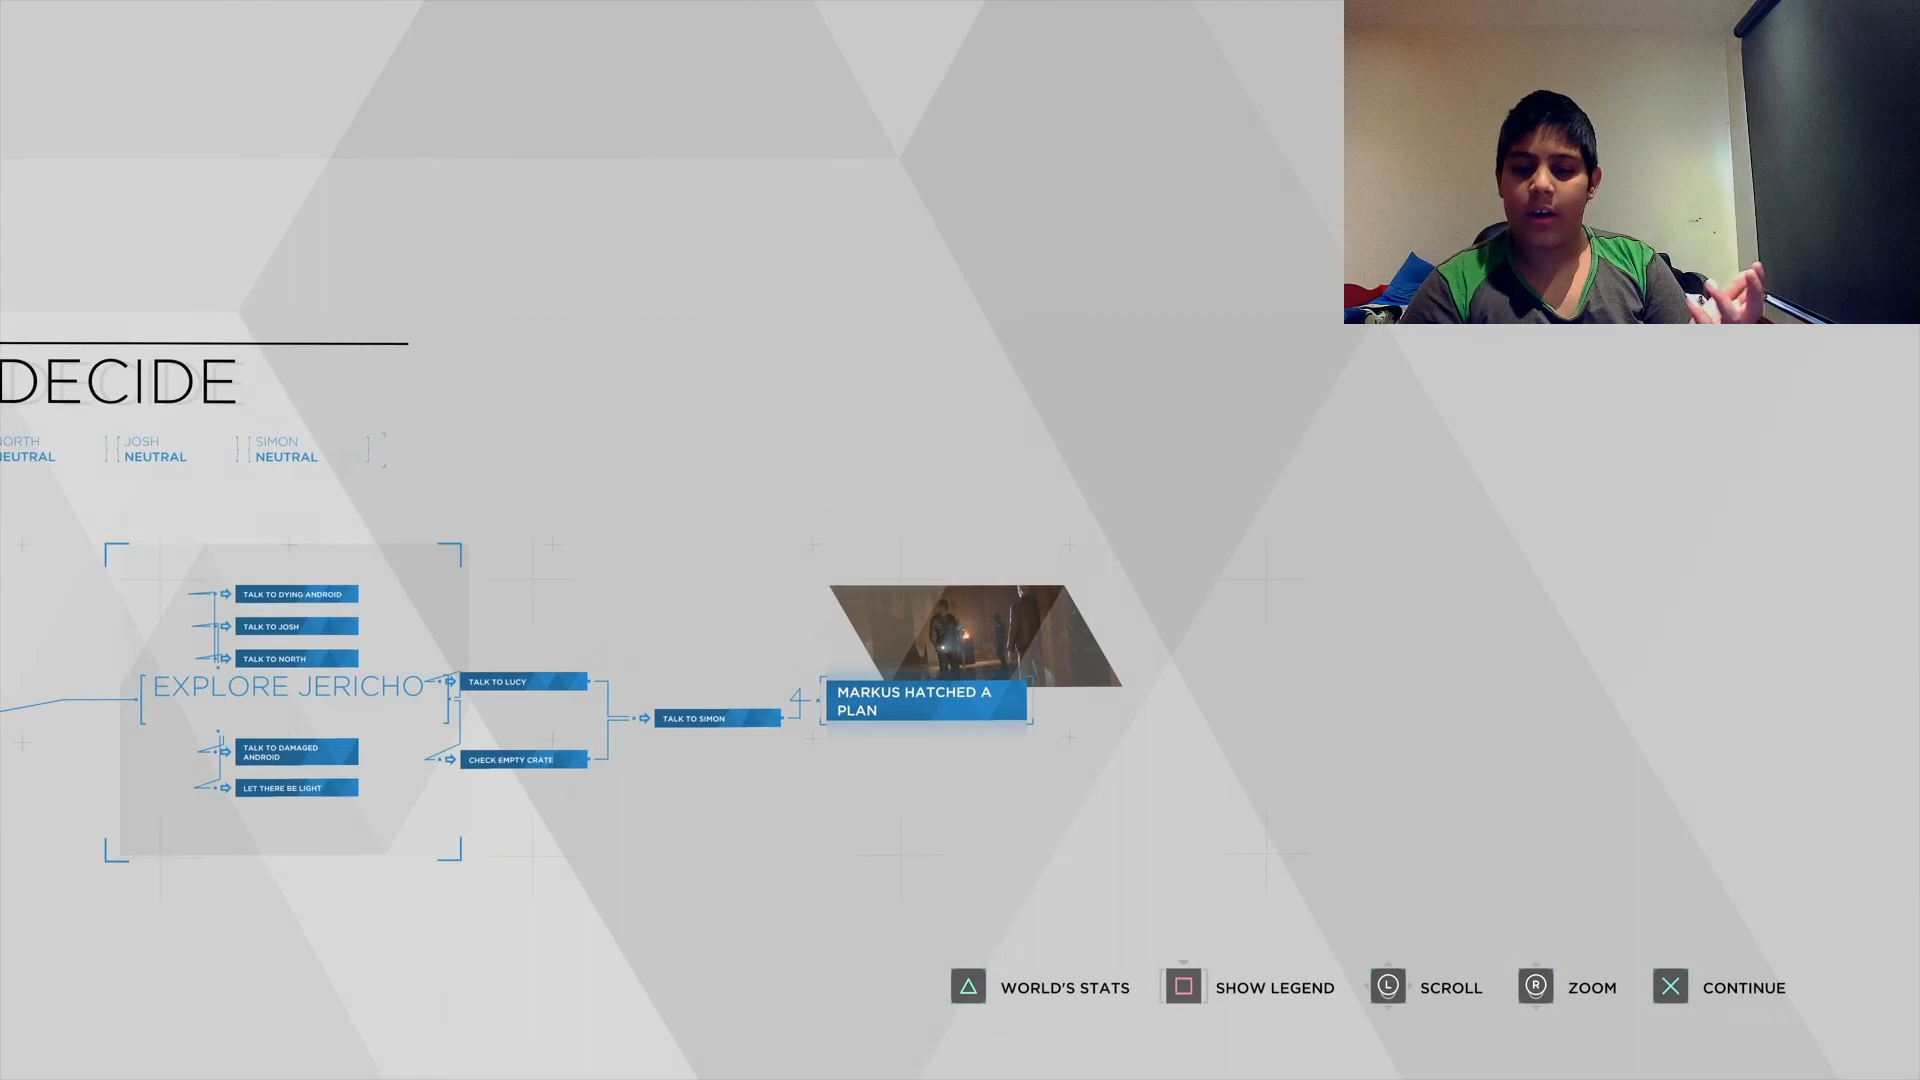 DECIDE
NORTH
NEUTRAL
JOSH
NEUTRAL
SIMON
NEUTRAL
TALK TO DYING ANDROID
TALK TO JOSH
TALK TO NORTH
EXPLORE JERICHO
TALK TO DAMAGED
ANDROID
LET THERE BE LIGHT
TALK TO LUCY
CHECK EMPTY CRATE
TALK TO SIMON
MARKUS HATCHED A
PLAN
WORLD'S STATS
SHOW LEGEND
L
SCROLL
R
ZOOM
CONTINUE